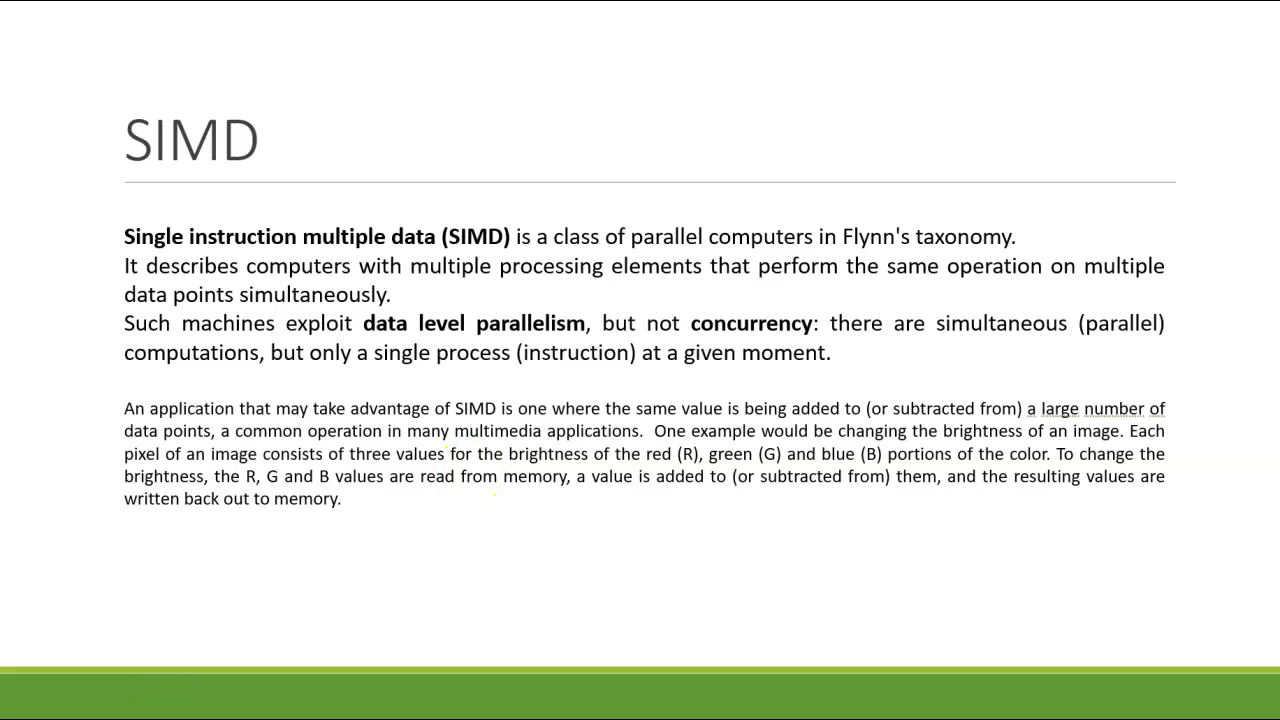 SIMD
Single instruction multiple data (SIMD) is a class of parallel computers in Flynn's taxonomy.
It describes computers with multiple processing elements that perform the same operation on multiple
data points simultaneously.
Such machines exploit data level parallelism, but not concurrency: there are simultaneous (parallel)
computations, but only a single process (instruction) at a given moment.
An application that may take advantage of SIMD is one where the same value is being added to (or subtracted from) a large number of
data points, a common operation in many multimedia applications.  One example would be changing the brightness of an image. Each
pixel of an image consists of three values for the brightness of the red (R), green (G) and blue (B) portions of the color. To change the
brightness, the R, G and B values are read from memory, a value is added to (or subtracted from) them, and the resulting values are
written back out to memory.